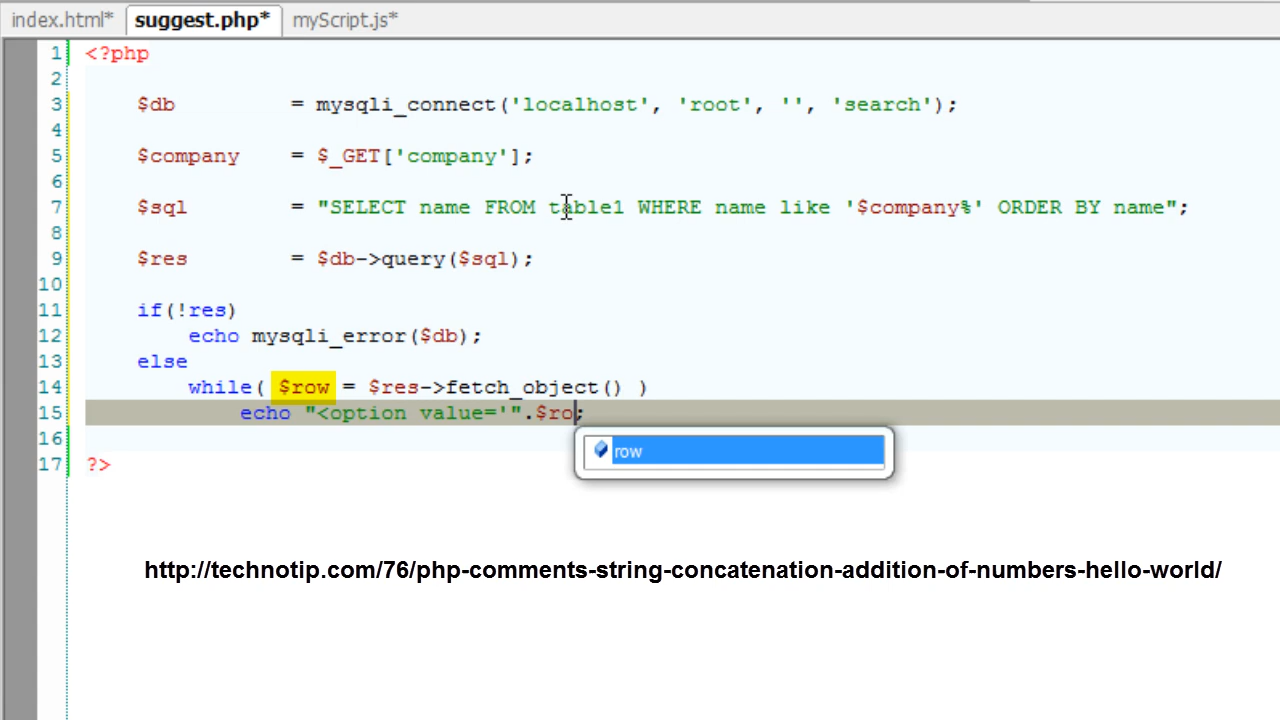 index.html* suggest.php* myScript.js*
1 <?php
2
3 $db = mysqli_connect('localhost', 'root', '', 'search');
4
5 $company = $_GET['company'];
6
7 $sql = "SELECT name FROM table1 WHERE name like '$company%' ORDER BY name";
8
9 $res = $db->query($sql);
10
11 if(!res)
12 echo mysqli_error($db);
13 else
14 while( $row = $res->fetch_object() )
15 echo "<option value='".$ro;
row
16
17 ?>
http://technotip.com/76/php-comments-string-concatenation-addition-of-numbers-hello-world/